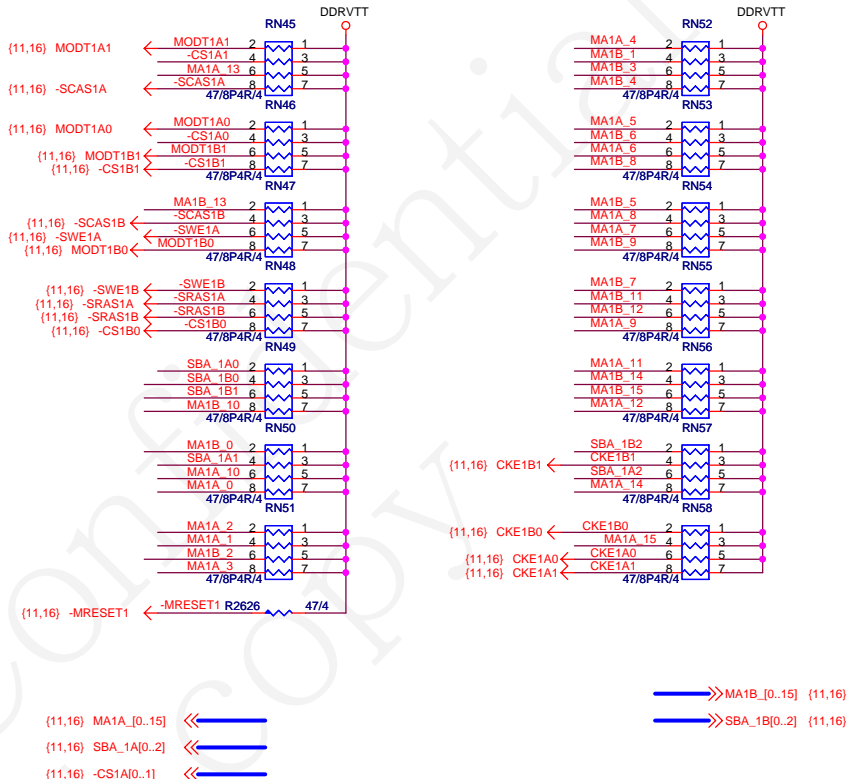 DDRVTT
RN45
{11,16} MODT1A1 MODT1A1 2 1
-CS1A1 4 3
MA1A_13 6 5
{11,16} -SCAS1A -SCAS1A 8 7
47/8P4R/4
RN46
{11,16} MODT1A0 MODT1A0 2 1
-CS1A0 4 3
{11,16} MODT1B1 MODT1B1 6 5
{11,16} -CS1B1 -CS1B1 8 7
47/8P4R/4
RN47
MA1B_13 2 1
{11,16} -SCAS1B -SCAS1B 4 3
{11,16} -SWE1A -SWE1A 6 5
{11,16} MODT1B0 MODT1B0 8 7
47/8P4R/4
RN48
{11,16} -SWE1B -SWE1B 2 1
{11,16} -SRAS1A -SRAS1A 4 3
{11,16} -SRAS1B -SRAS1B 6 5
{11,16} -CS1B0 -CS1B0 8 7
47/8P4R/4
RN49
SBA_1A0 2 1
SBA_1B0 4 3
SBA_1B1 6 5
MA1B_10 8 7
47/8P4R/4
RN50
MA1B_0 2 1
SBA_1A1 4 3
MA1A_10 6 5
MA1A_0 8 7
47/8P4R/4
RN51
MA1A_2 2 1
MA1A_1 4 3
MA1B_2 6 5
MA1A_3 8 7
47/8P4R/4
{11,16} -MRESET1 -MRESET1 R2626 47/4
{11,16} MA1A_[0..15]
{11,16} SBA_1A[0..2]
{11,16} -CS1A[0..1]
DDRVTT
RN52
MA1A_4 2 1
MA1B_1 4 3
MA1B_3 6 5
MA1B_4 8 7
47/8P4R/4
RN53
MA1A_5 2 1
MA1B_6 4 3
MA1A_6 6 5
MA1B_8 8 7
47/8P4R/4
RN54
MA1B_5 2 1
MA1A_8 4 3
MA1A_7 6 5
MA1B_9 8 7
47/8P4R/4
RN55
MA1B_7 2 1
MA1B_11 4 3
MA1B_12 6 5
MA1A_9 8 7
47/8P4R/4
RN56
MA1A_11 2 1
MA1B_14 4 3
MA1B_15 6 5
MA1A_12 8 7
47/8P4R/4
RN57
SBA_1B2 2 1
{11,16} CKE1B1 CKE1B1 4 3
SBA_1A2 6 5
MA1A_14 8 7
47/8P4R/4
RN58
{11,16} CKE1B0 CKE1B0 2 1
MA1A_15 4 3
{11,16} CKE1A0 CKE1A0 6 5
{11,16} CKE1A1 CKE1A1 8 7
47/8P4R/4
MA1B_[0..15] {11,16}
SBA_1B[0..2] {11,16}
Confidential
copy